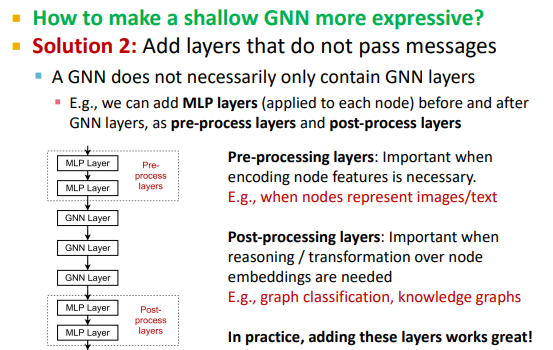 How to make a shallow GNN more expressive?
Solution 2: Add layers that do not pass messages
A GNN does not necessarily only contain GNN layers
E.g., we can add MLP layers (applied to each node) before and after
GNN layers, as pre-process layers and post-process layers
MLP Layer
MLP Layer
Pre-
process
layers
GNN Layer
GNN Layer
GNN Layer
MLP Layer
MLP Layer
Post-
process
layers
Pre-processing layers: Important when
encoding node features is necessary.
E.g., when nodes represent images/text
Post-processing layers: Important when
reasoning / transformation over node
embeddings are needed
E.g., graph classification, knowledge graphs
In practice, adding these layers works great!